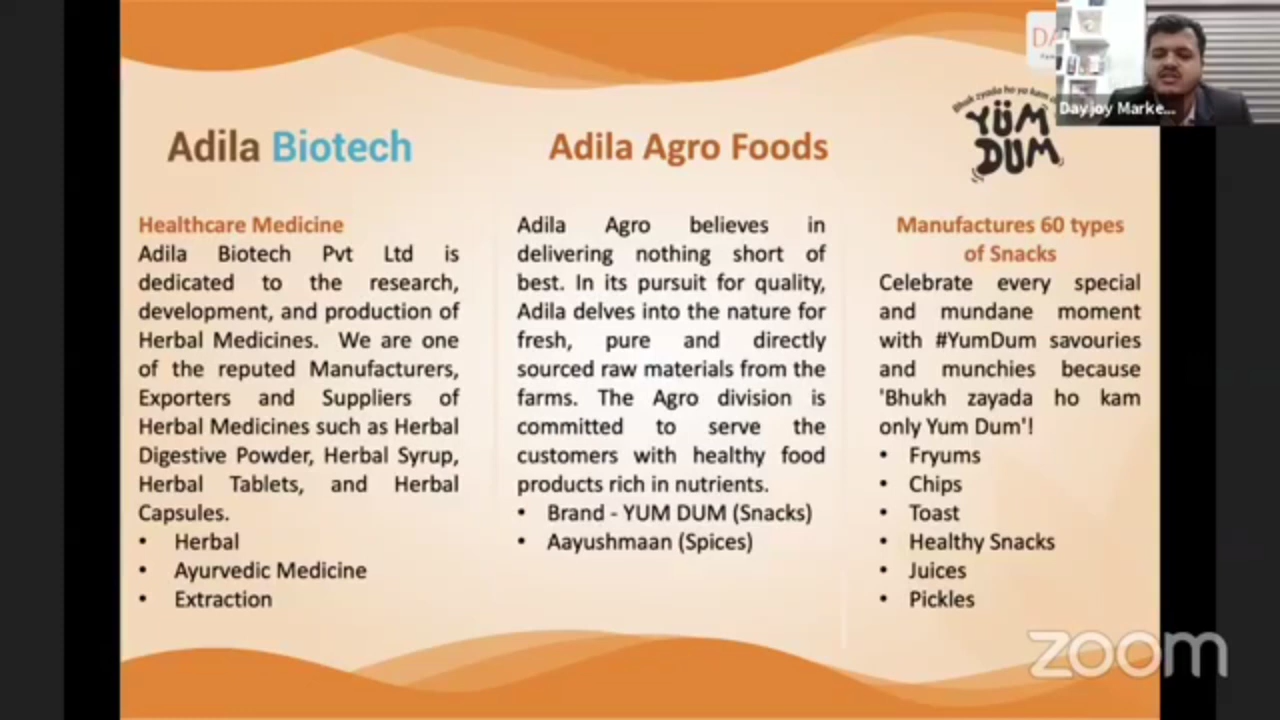 Adila Biotech
Healthcare Medicine
Adila Biotech Pvt Ltd is
dedicated to the research,
development, and production of
Herbal Medicines. We are one
of the reputed Manufacturers,
Exporters and Suppliers of
Herbal Medicines such as Herbal
Digestive Powder, Herbal Syrup,
Herbal Tablets, and Herbal
Capsules.
• Herbal
• Ayurvedic Medicine
• Extraction
Adila Agro Foods
Adila Agro believes in
delivering nothing short of
best. In its pursuit for quality,
Adila delves into the nature for
fresh, pure and directly
sourced raw materials from the
farms. The Agro division is
committed to serve the
customers with healthy food
products rich in nutrients.
• Brand - YUM DUM (Snacks)
• Aayushmaan (Spices)
DA
Dayjoy Marke...
Bhuk zyada ho ya kam
YÜM
DUM
Manufactures 60 types
of Snacks
Celebrate every special
and mundane moment
with #YumDum savouries
and munchies because
'Bhukh zayada ho kam
only Yum Dum'!
• Fryums
• Chips
• Toast
• Healthy Snacks
• Juices
• Pickles
zoom